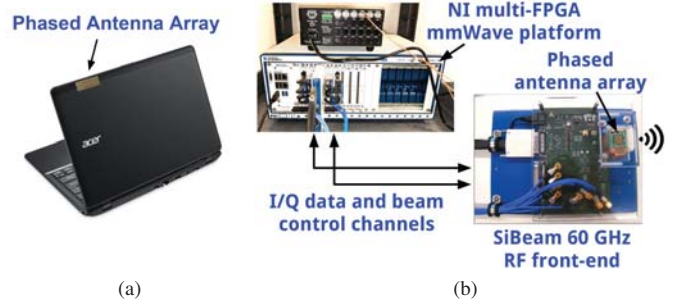 Phased Antenna Array
acer
(a)
NI multi-FPGA
mmWave platform
Phased
antenna array
I/Q data and beam
control channels
SiBeam 60 GHz
RF front-end
(b)